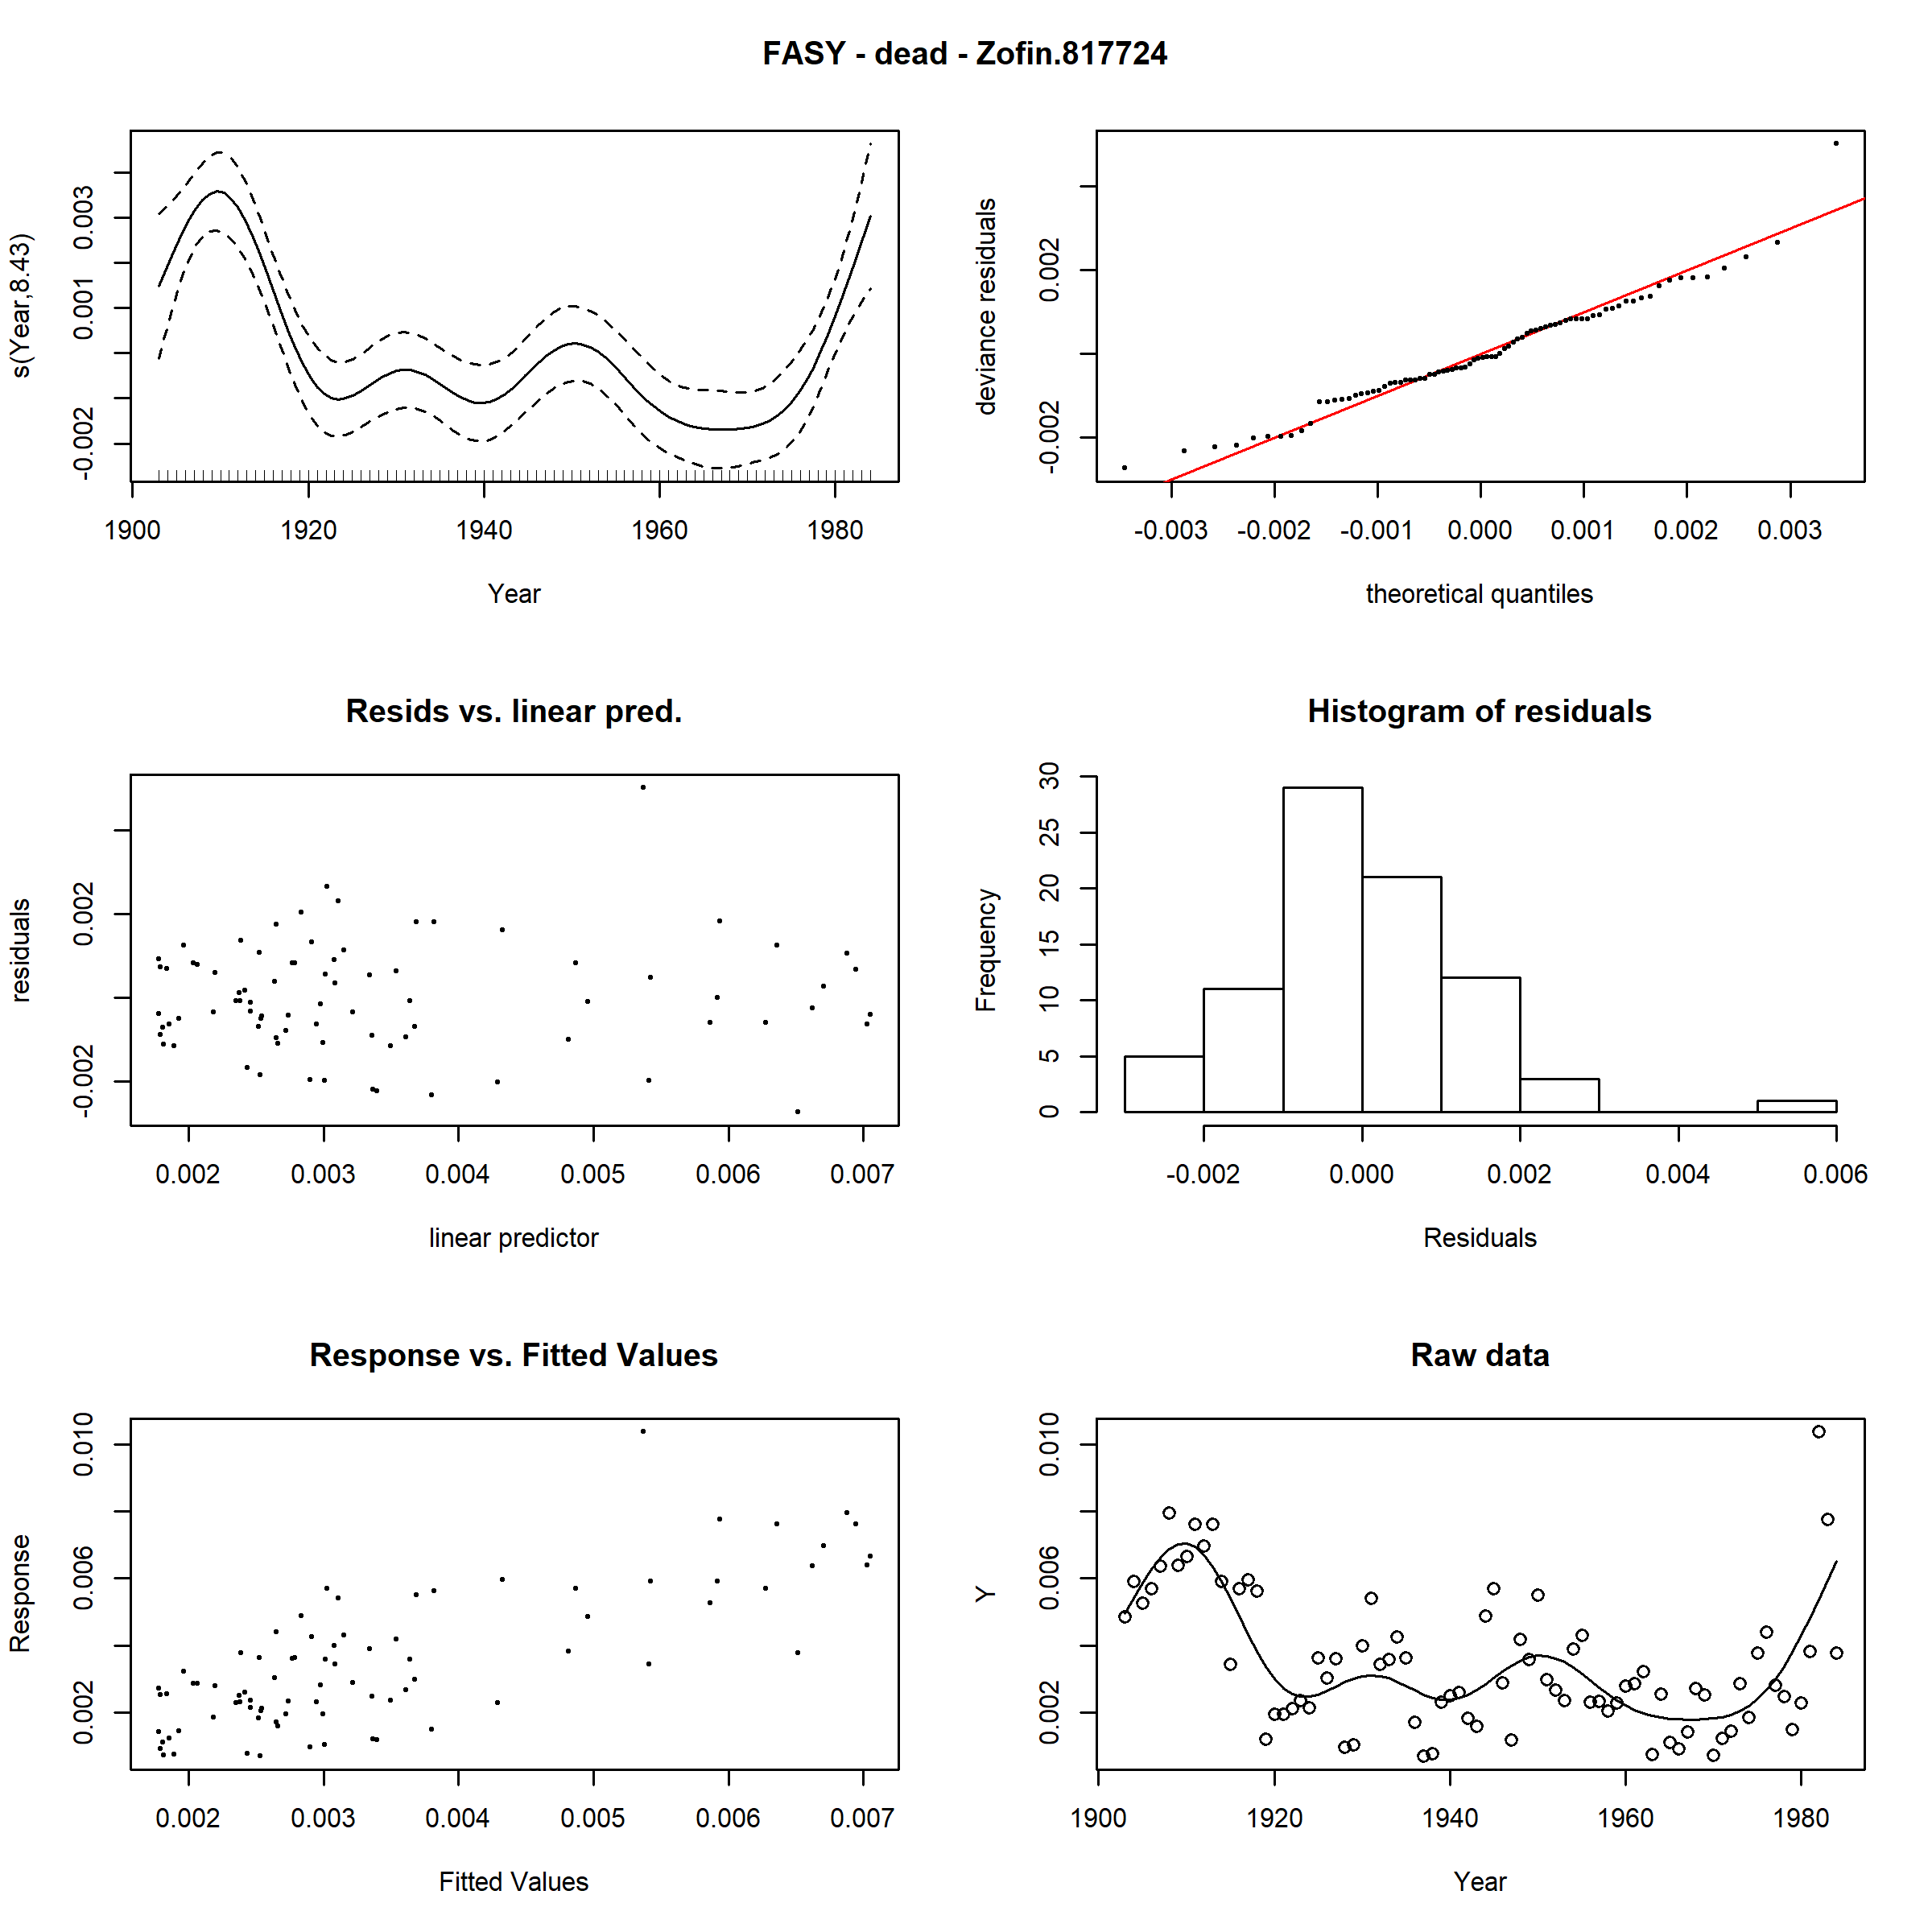 FASY - dead - Zofin.817724
s(Year,8.43)
-0.002 0.001 0.003
1900 1920 1940 1960 1980
Year
deviance residuals
-0.002 0.002
-0.003 -0.002 -0.001 0.000 0.001 0.002 0.003
theoretical quantiles
Resids vs. linear pred.
residuals
-0.002 0.002
0.002 0.003 0.004 0.005 0.006 0.007
linear predictor
Histogram of residuals
Frequency
0 5 10 15 20 25 30
-0.002 0.000 0.002 0.004 0.006
Residuals
Response vs. Fitted Values
Response
0.002 0.006 0.010
0.002 0.003 0.004 0.005 0.006 0.007
Fitted Values
Raw data
Y
0.002 0.006 0.010
1900 1920 1940 1960 1980
Year